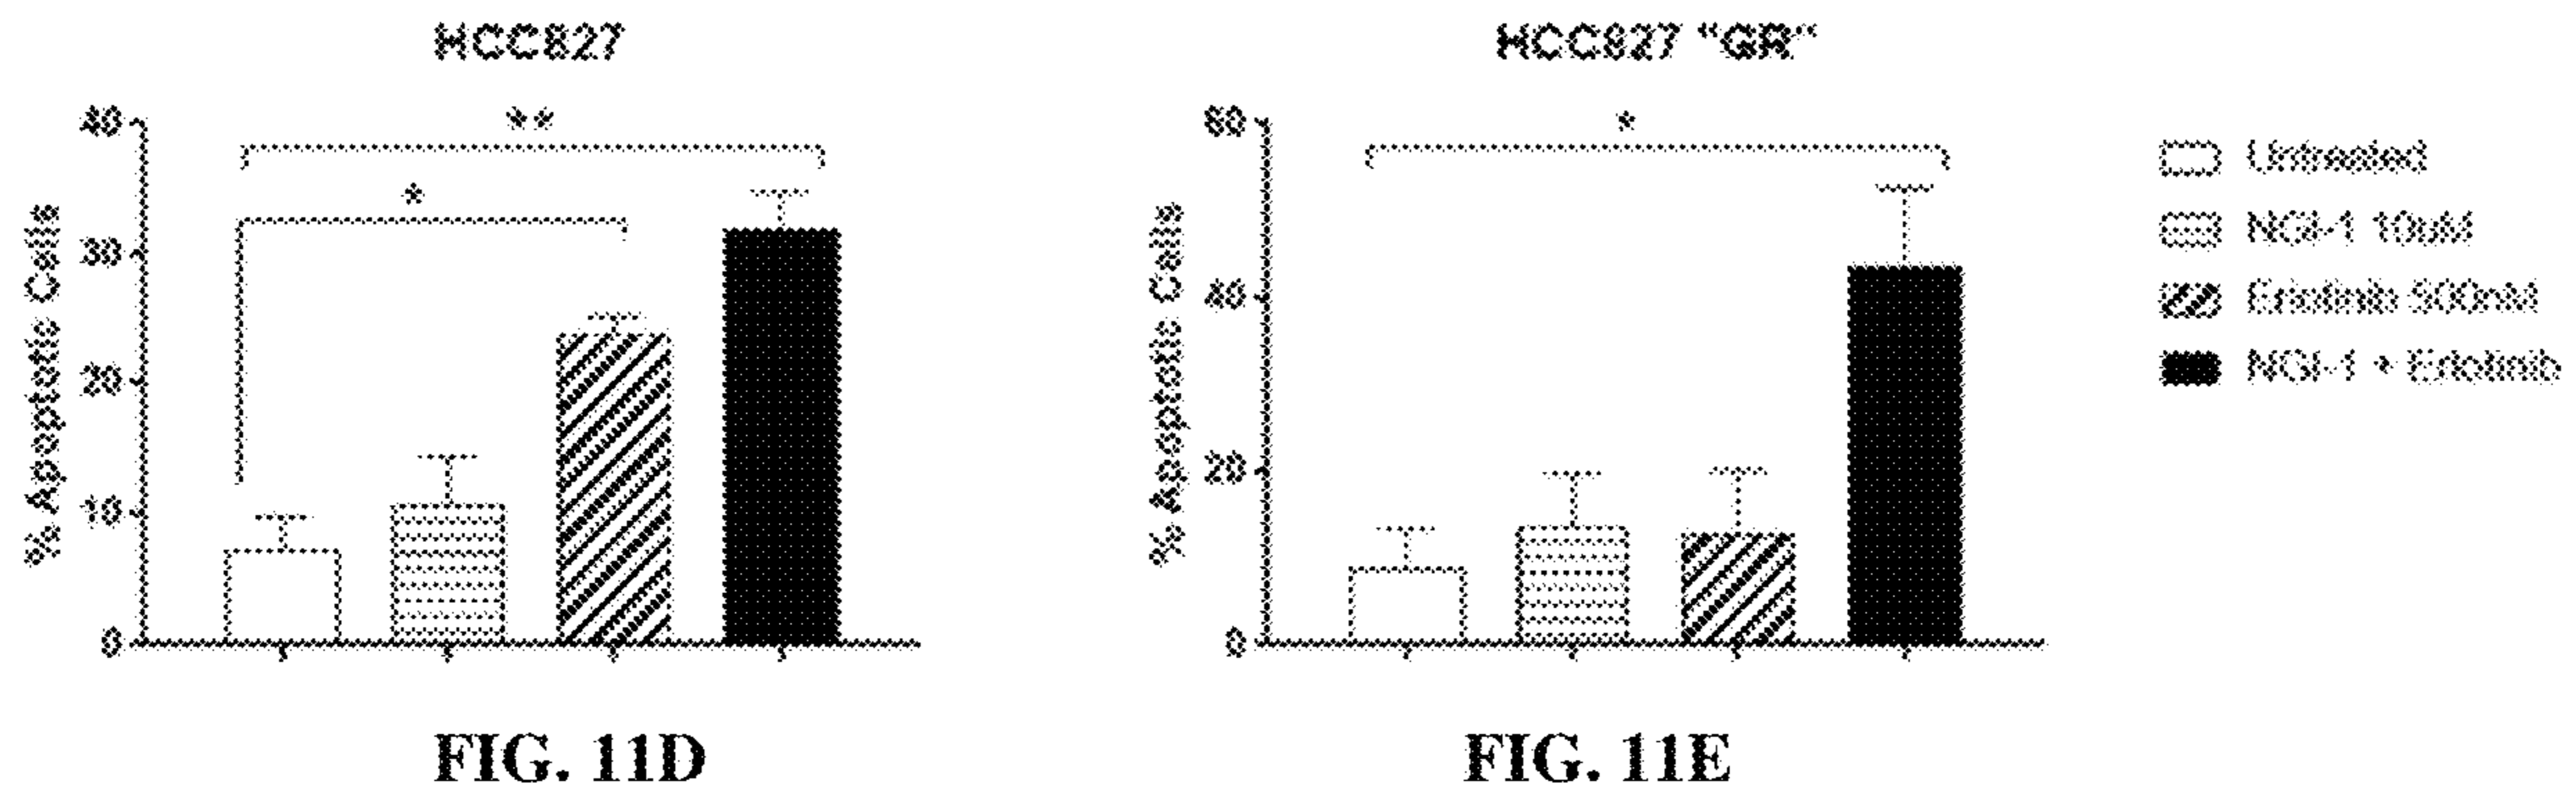 HCC827
**
*
% Apoptotic Cells
40
30
20
10
0
FIG. 11D
HCC827 "GR"
*
% Apoptotic Cells
60
40
20
0
FIG. 11E
Untreated
NGI-1 10uM
Erlotinib 500nM
NGI-1 + Erlotinib